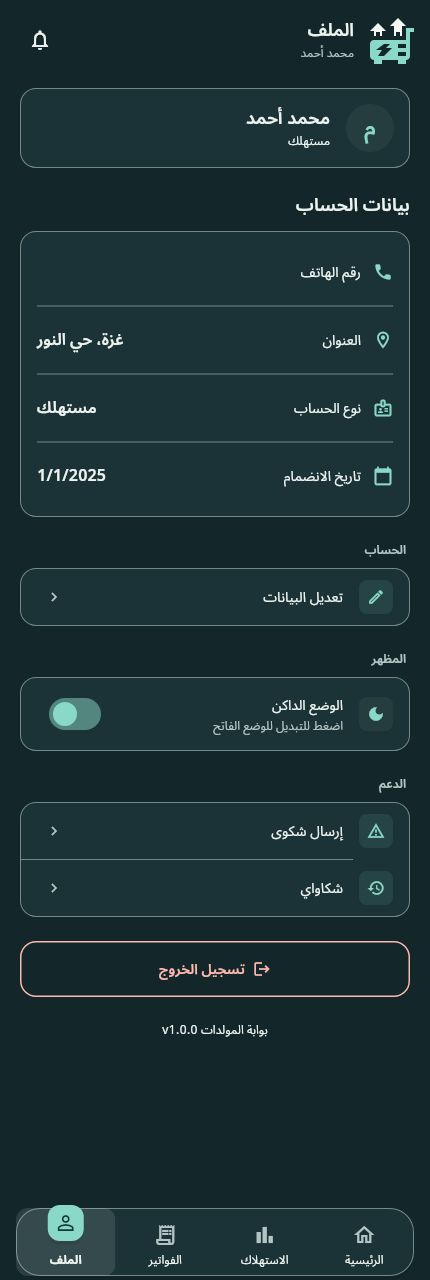 الملف
محمد أحمد
م
محمد أحمد
مستهلك
بيانات الحساب
رقم الهاتف
العنوان
غزة، حي النور
نوع الحساب
مستهلك
تاريخ الانضمام
1/1/2025
الحساب
تعديل البيانات
المظهر
الوضع الداكن
اضغط للتبديل للوضع الفاتح
الدعم
إرسال شكوى
شكاواي
تسجيل الخروج
بوابة المولدات v1.0.0
الرئيسية
الاستهلاك
الفواتير
الملف